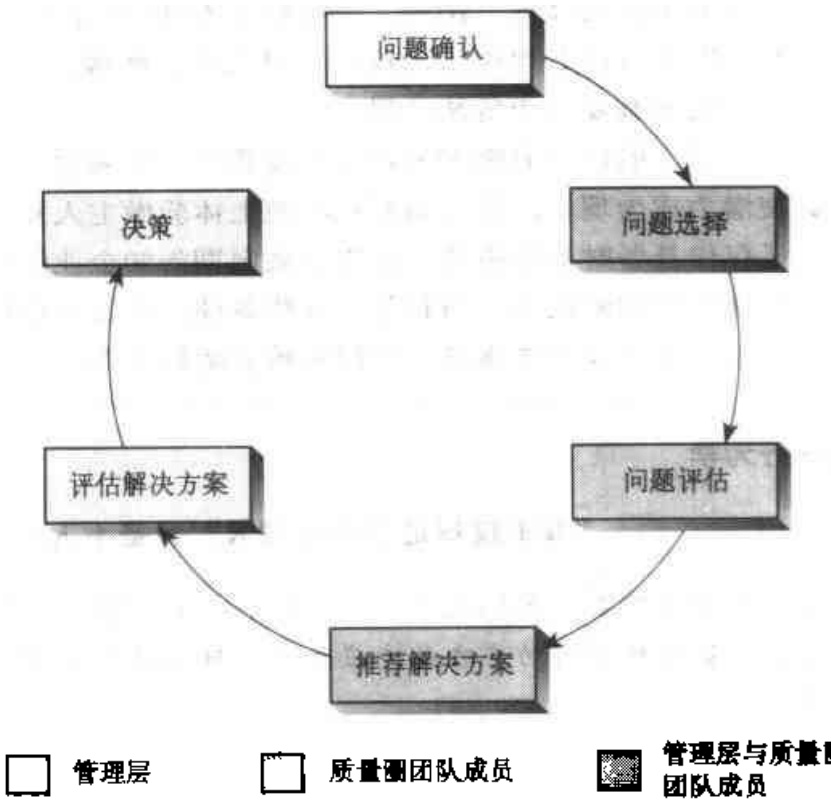 问题确认
问题选择
问题评估
推荐解决方案
评估解决方案
决策
管理层
质量圈团队成员
管理层与质量
团队成员